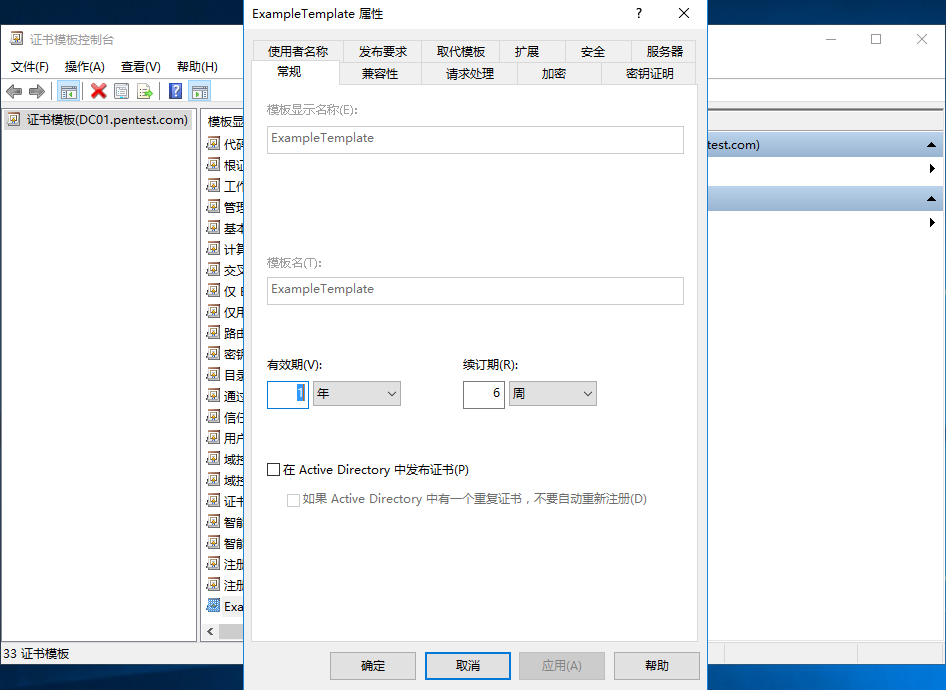 ExampleTemplate 属性
?
证书模板控制台
文件(F) 操作(A) 查看(V) 帮助(H)
使用者名称 发布要求 取代模板 扩展 安全 服务器
常规 兼容性 请求处理 加密 密钥证明
证书模板(DC01.pentest.com)
模板显
代码
根证
工作
管理
基本
计算
交叉
仅
仅用
路由
密钥
目录
通过
信任
用户
域控
域控
证书
智能
智能
注册
注册
Exa
模板显示名称(E):
ExampleTemplate
模板名(T):
ExampleTemplate
有效期(V): 续订期(R):
1 年 6 周
在 Active Directory 中发布证书(P)
如果 Active Directory 中有一个重复证书，不要自动重新注册(D)
test.com)
确定 取消 应用(A) 帮助
33 证书模板